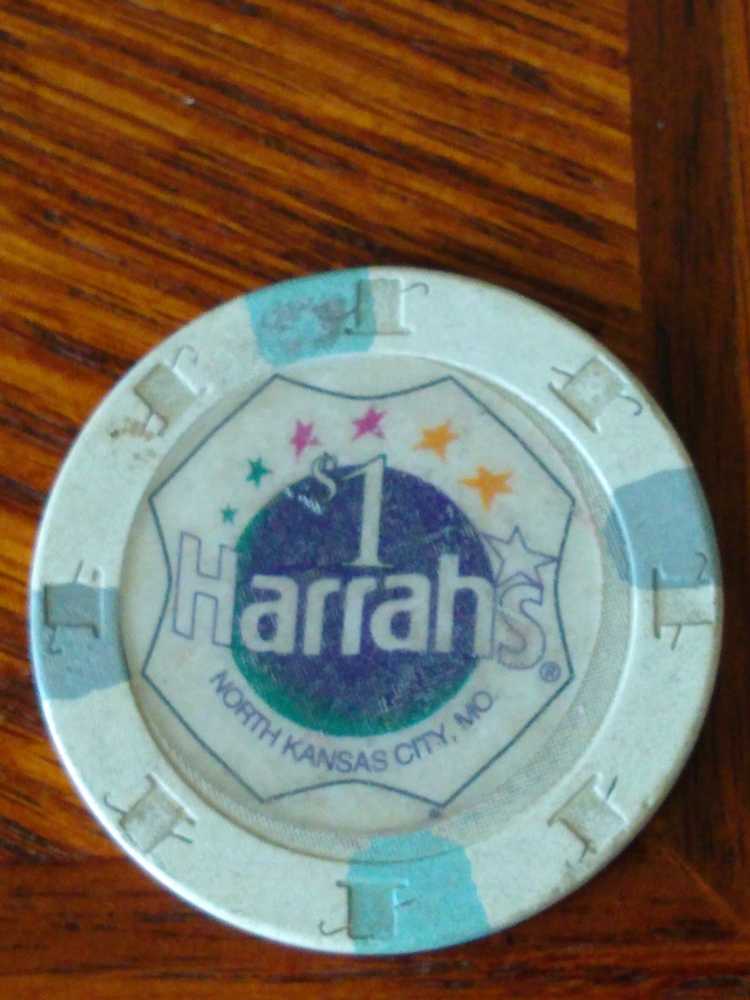 $1
Harrah's®
NORTH KANSAS CITY, MO.